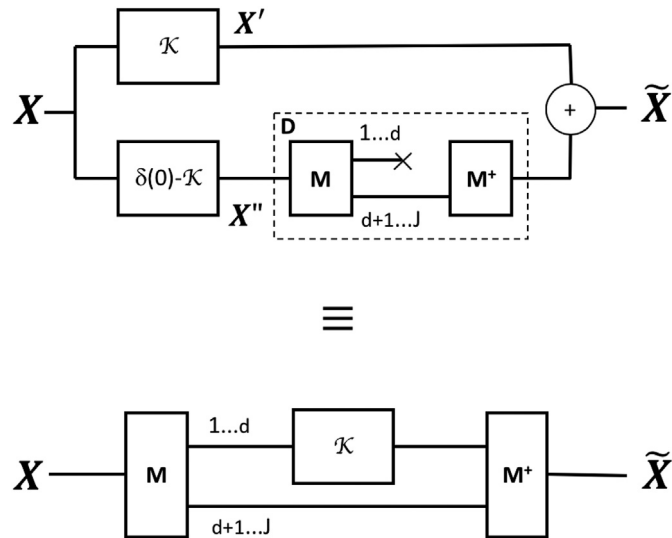 X'
𝒦
X
X̃
+
D
1...d
M
M⁺
δ(0)-𝒦
X"
d+1...J
≡
1...d
𝒦
X
M
M⁺
X̃
d+1...J